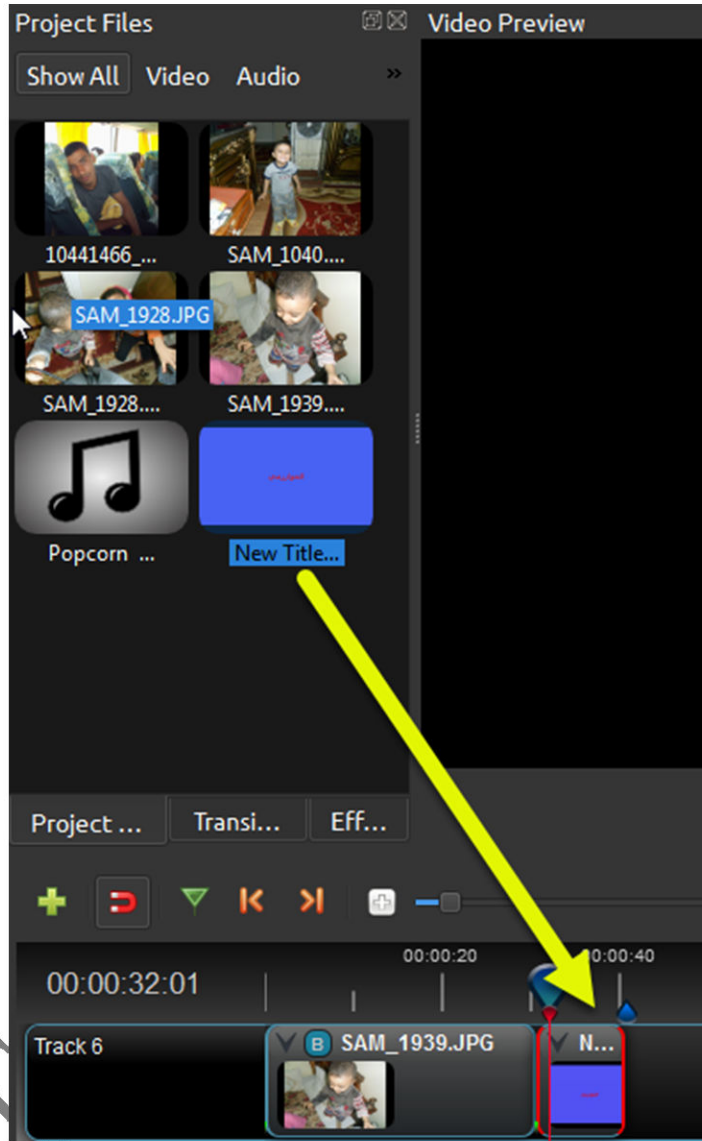 Project Files
Video Preview
Show All Video Audio »
10441466_... SAM_1040....
SAM_1928.JPG
SAM_1928.... SAM_1939....
Popcorn ... New Title...
Project ... Transi... Eff...
00:00:20 00:00:40
00:00:32:01
Track 6
B SAM_1939.JPG
N...